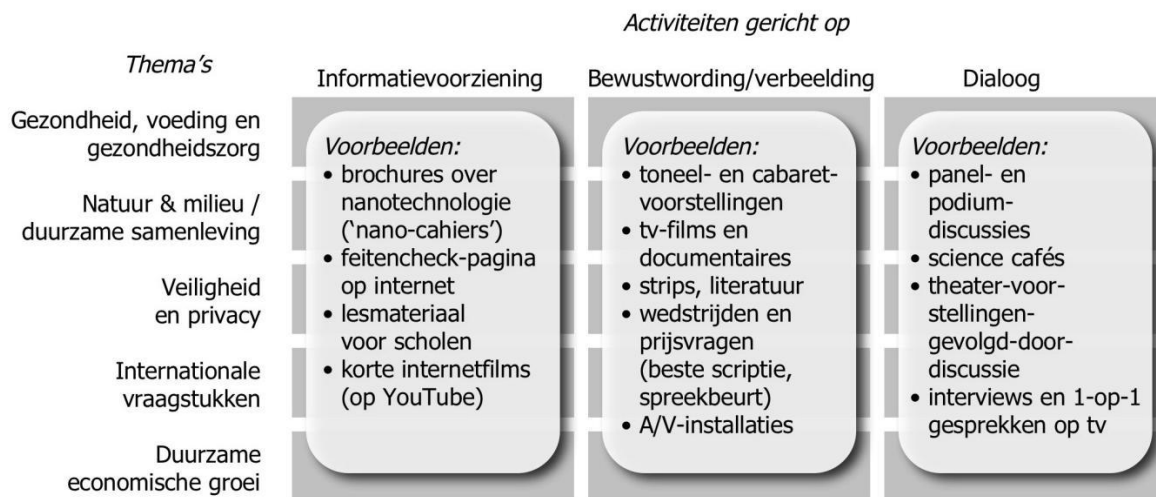 Activiteiten gericht op
Thema's
Informatievoorziening
Bewustwording/verbeelding
Dialoog
Gezondheid, voeding en
gezondheidszorg
Natuur & milieu /
duurzame samenleving
Veiligheid
en privacy
Internationale
vraagstukken
Duurzame
economische groei
Voorbeelden:
• brochures over
nanotechnologie
(‘nano-cahiers’)
• feitencheck-pagina
op internet
• lesmateriaal
voor scholen
• korte internetfilms
(op YouTube)
Voorbeelden:
• toneel- en cabaret-
voorstellingen
• tv-films en
documentaires
• strips, literatuur
• wedstrijden en
prijsvragen
(beste scriptie,
spreekbeurt)
• A/V-installaties
Voorbeelden:
• panel- en
podium-
discussies
• science cafés
• theater-voor-
stellingen-
gevolgd-door-
discussie
• interviews en 1-op-1
gesprekken op tv